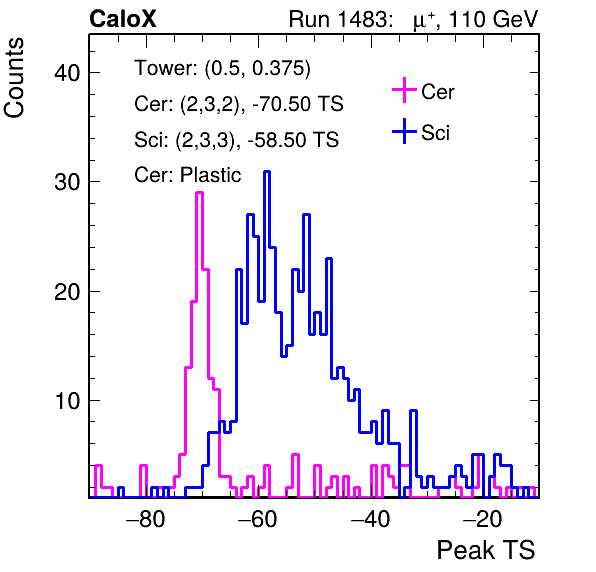 CaloX Run 1483: μ⁺, 110 GeV
Counts
Tower: (0.5, 0.375)
Cer: (2,3,2), -70.50 TS
Sci: (2,3,3), -58.50 TS
Cer: Plastic
Cer
Sci
40
30
20
10
−80 −60 −40 −20
Peak TS